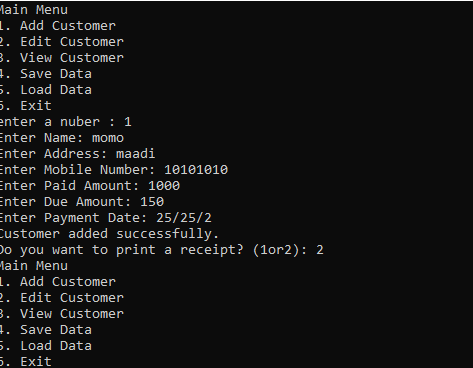 Main Menu
1. Add Customer
2. Edit Customer
3. View Customer
4. Save Data
5. Load Data
6. Exit
enter a nuber : 1
Enter Name: momo
Enter Address: maadi
Enter Mobile Number: 10101010
Enter Paid Amount: 1000
Enter Due Amount: 150
Enter Payment Date: 25/25/2
Customer added successfully.
Do you want to print a receipt? (1or2): 2
Main Menu
1. Add Customer
2. Edit Customer
3. View Customer
4. Save Data
5. Load Data
6. Exit